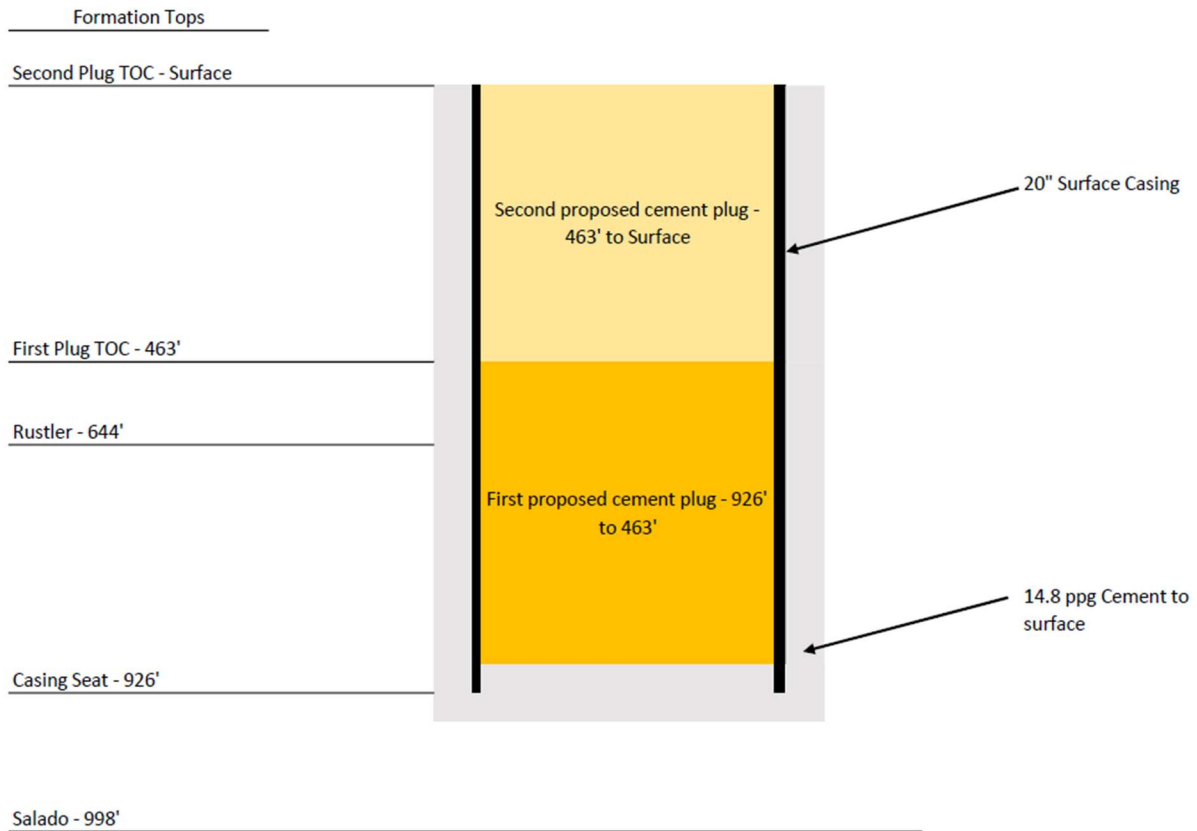 Formation Tops
Second Plug TOC - Surface
20" Surface Casing
Second proposed cement plug -
463' to Surface
First Plug TOC - 463'
Rustler - 644'
First proposed cement plug - 926'
to 463'
14.8 ppg Cement to
surface
Casing Seat - 926'
Salado - 998'